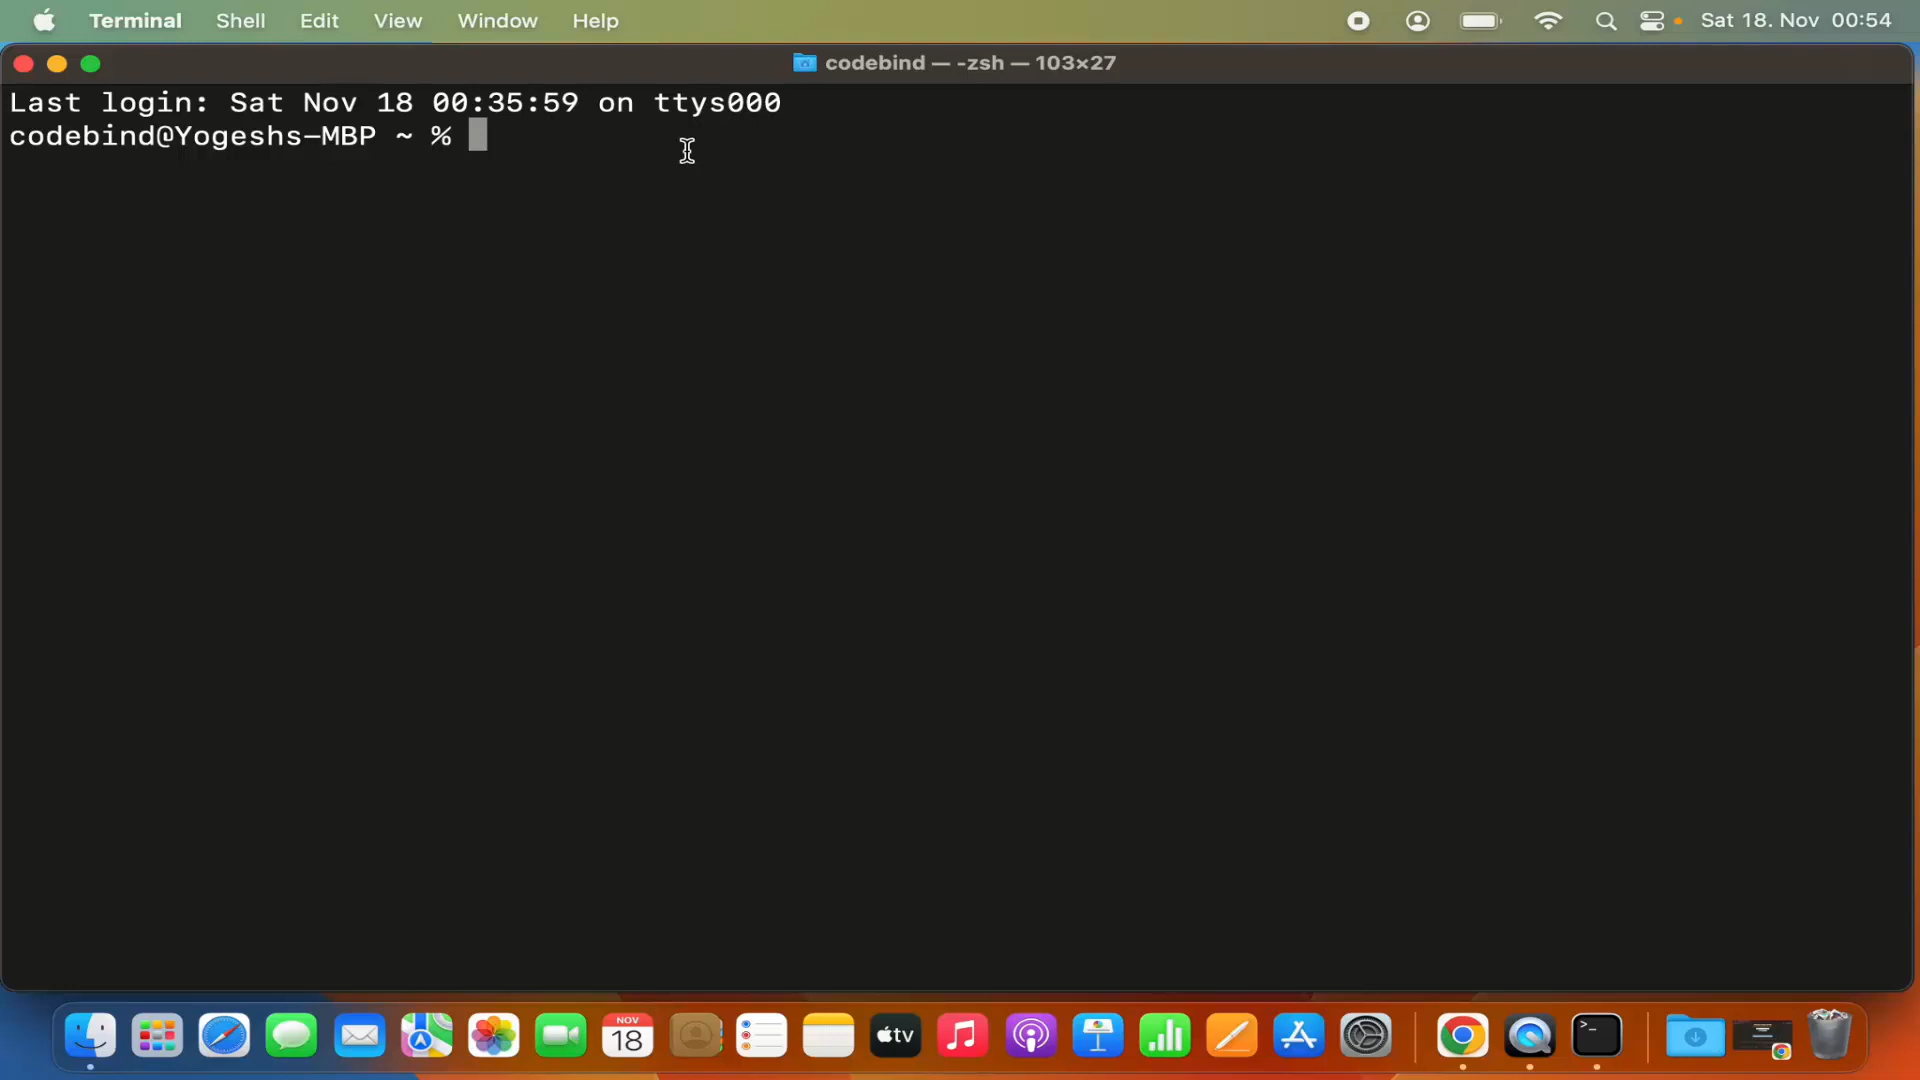 Terminal Shell Edit View Window Help Sat 18. Nov 00:54
codebind — -zsh — 103×27
Last login: Sat Nov 18 00:35:59 on ttys000
codebind@Yogeshs-MBP ~ %
NOV
18
tv
>_